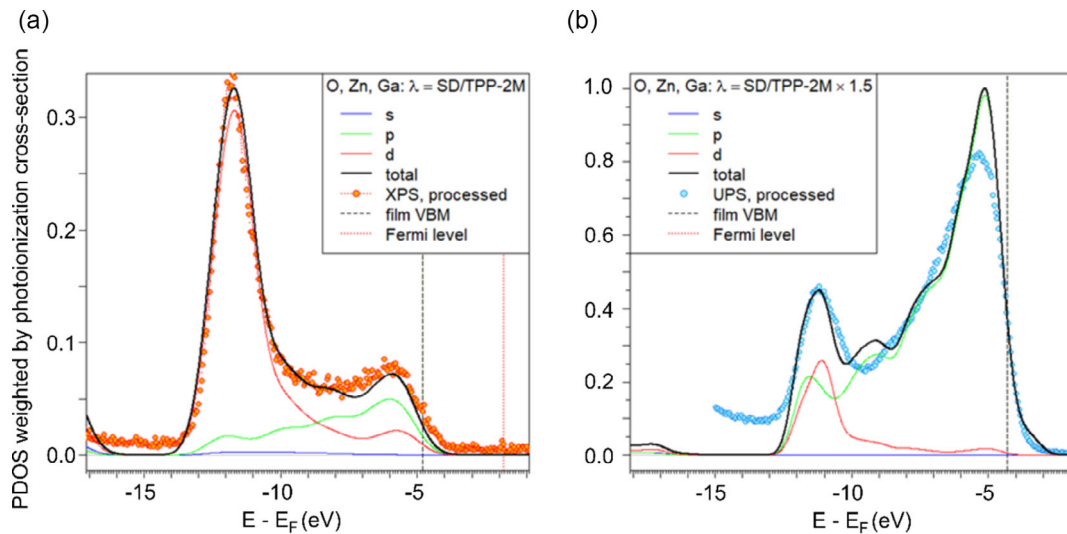 (a)
(b)
PDOS weighted by photoionization cross-section
O, Zn, Ga: λ = SD/TPP-2M
s
p
d
total
XPS, processed
film VBM
Fermi level
0.3
0.2
0.1
0.0
-15
-10
-5
E - E_F (eV)
O, Zn, Ga: λ = SD/TPP-2M × 1.5
s
p
d
total
UPS, processed
film VBM
Fermi level
1.0
0.8
0.6
0.4
0.2
0.0
-15
-10
-5
E - E_F (eV)